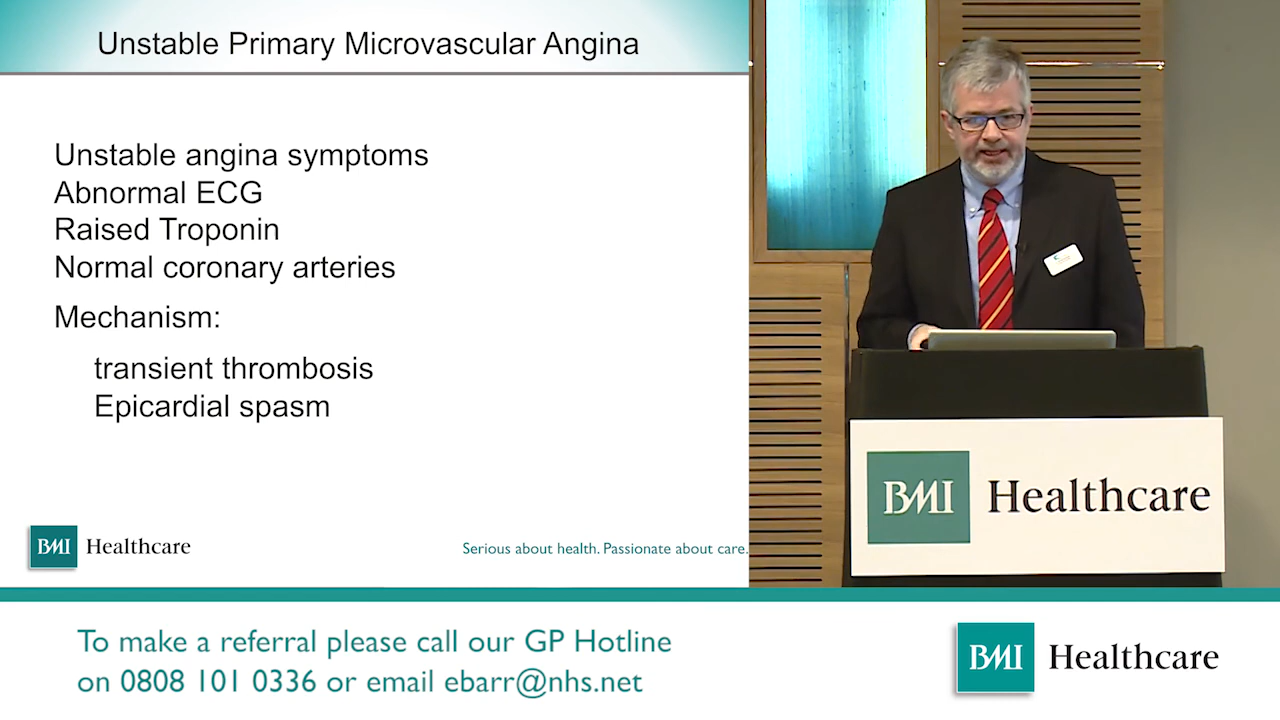 Unstable Primary Microvascular Angina
Unstable angina symptoms
Abnormal ECG
Raised Troponin
Normal coronary arteries
Mechanism:
transient thrombosis
Epicardial spasm
BMI Healthcare
Serious about health. Passionate about care.
BMI Healthcare
To make a referral please call our GP Hotline
on 0808 101 0336 or email ebarr@nhs.net
BMI Healthcare